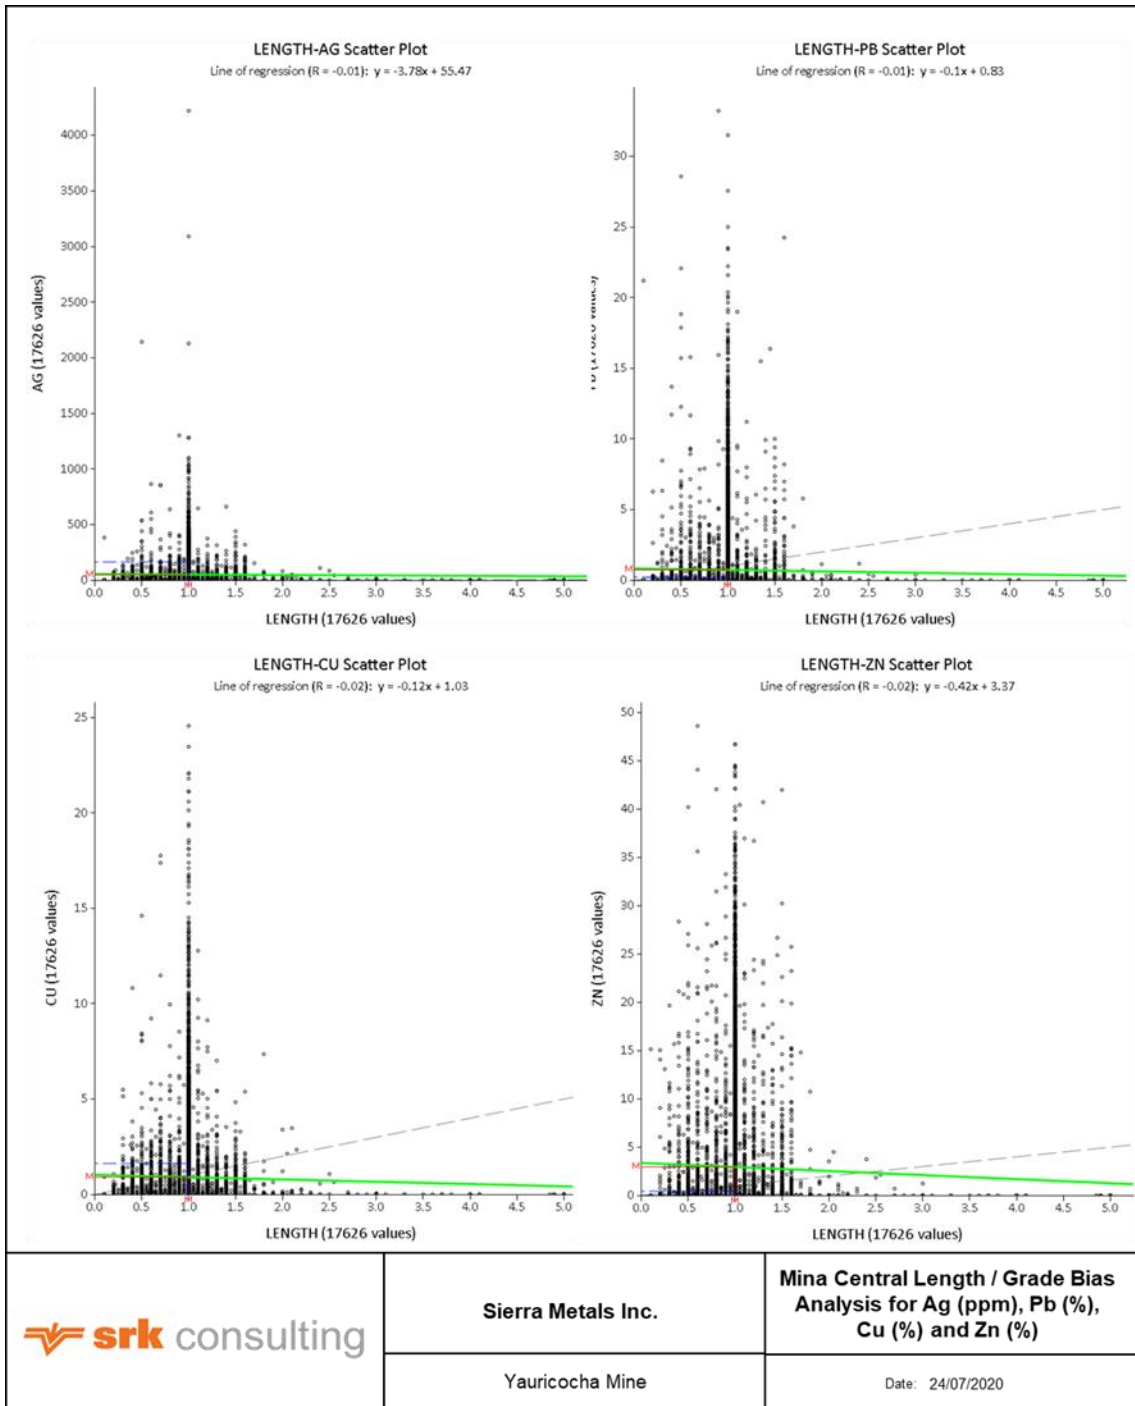 LENGTH-AG Scatter Plot
Line of regression (R = -0.01): y = -3.78x + 55.47
4000
3500
3000
2500
2000
1500
1000
500
0
AG (17626 values)
M
0.0 0.5 1.0 1.5 2.0 2.5 3.0 3.5 4.0 4.5 5.0
LENGTH (17626 values)
LENGTH-PB Scatter Plot
Line of regression (R = -0.01): y = -0.1x + 0.83
30
25
20
15
10
5
0
(17626 values)
M
0.0 0.5 1.0 1.5 2.0 2.5 3.0 3.5 4.0 4.5 5.0
LENGTH (17626 values)
LENGTH-CU Scatter Plot
Line of regression (R = -0.02): y = -0.12x + 1.03
25
20
15
10
5
0
CU (17626 values)
M
0.0 0.5 1.0 1.5 2.0 2.5 3.0 3.5 4.0 4.5 5.0
LENGTH (17626 values)
LENGTH-ZN Scatter Plot
Line of regression (R = -0.02): y = -0.42x + 3.37
50
45
40
35
30
25
20
15
10
5
0
ZN (17626 values)
M
0.0 0.5 1.0 1.5 2.0 2.5 3.0 3.5 4.0 4.5 5.0
LENGTH (17626 values)
srk consulting
Sierra Metals Inc.
Yauricocha Mine
Mina Central Length / Grade Bias
Analysis for Ag (ppm), Pb (%),
Cu (%) and Zn (%)
Date: 24/07/2020